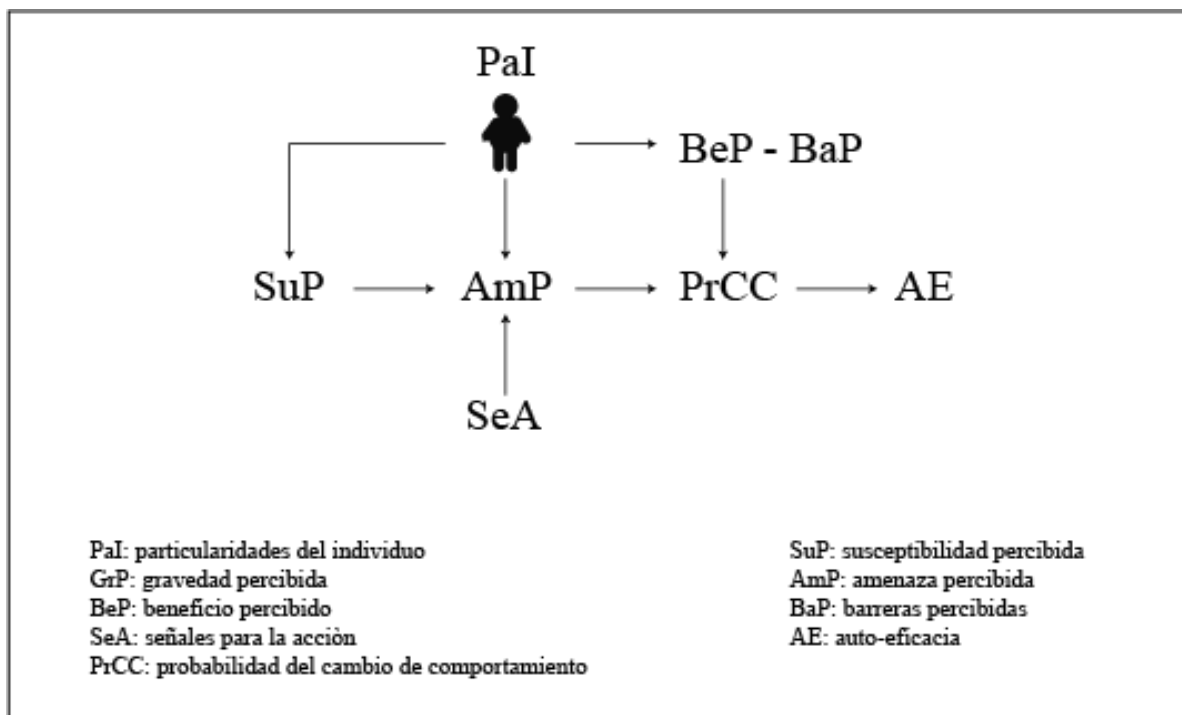 PaI
BeP - BaP
SuP
AmP
PrCC
AE
SeA
PaI: particularidades del individuo
GrP: gravedad percibida
BeP: beneficio percibido
SeA: señales para la acciòn
PrCC: probabilidad del cambio de comportamiento
SuP: susceptibilidad percibida
AmP: amenaza percibida
BaP: barreras percibidas
AE: auto-eficacia